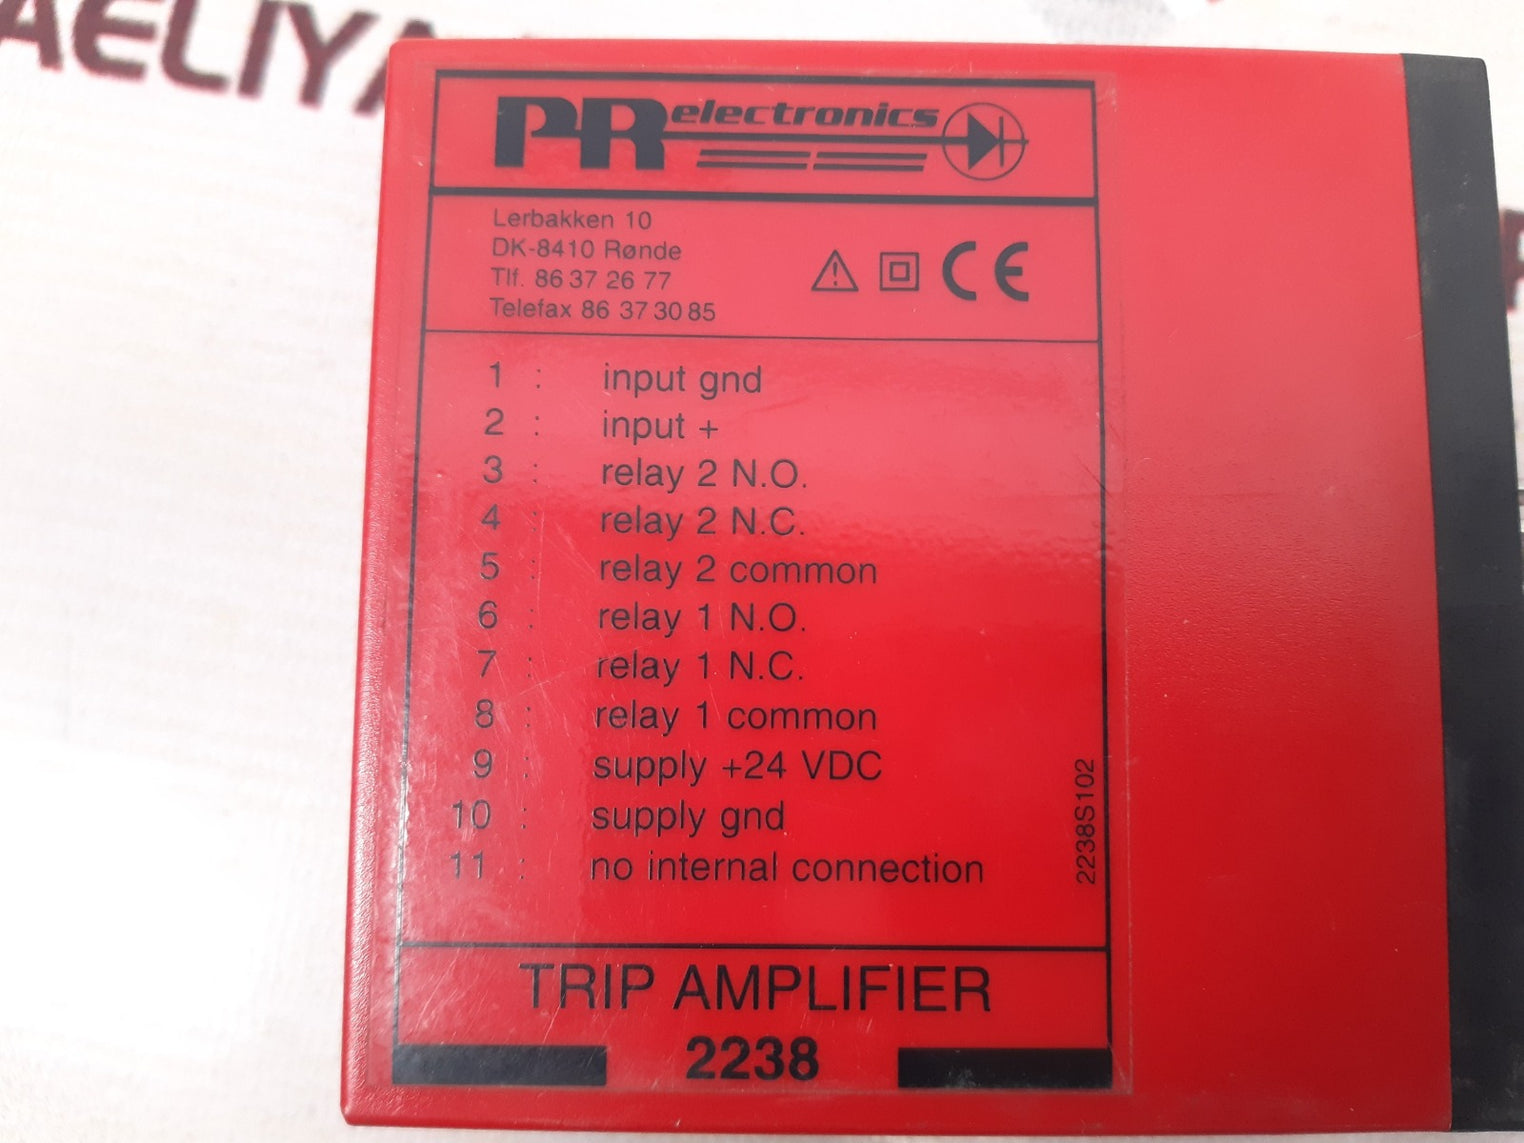 AELIYA
PR electronics
Lerbakken 10
DK-8410 Rønde
Tlf. 86 37 26 77
Telefax 86 37 30 85
CE
1 : input gnd
2 : input +
3 : relay 2 N.O.
4 : relay 2 N.C.
5 : relay 2 common
6 : relay 1 N.O.
7 : relay 1 N.C.
8 : relay 1 common
9 : supply +24 VDC
10 : supply gnd
11 : no internal connection
2238S102
TRIP AMPLIFIER
2238